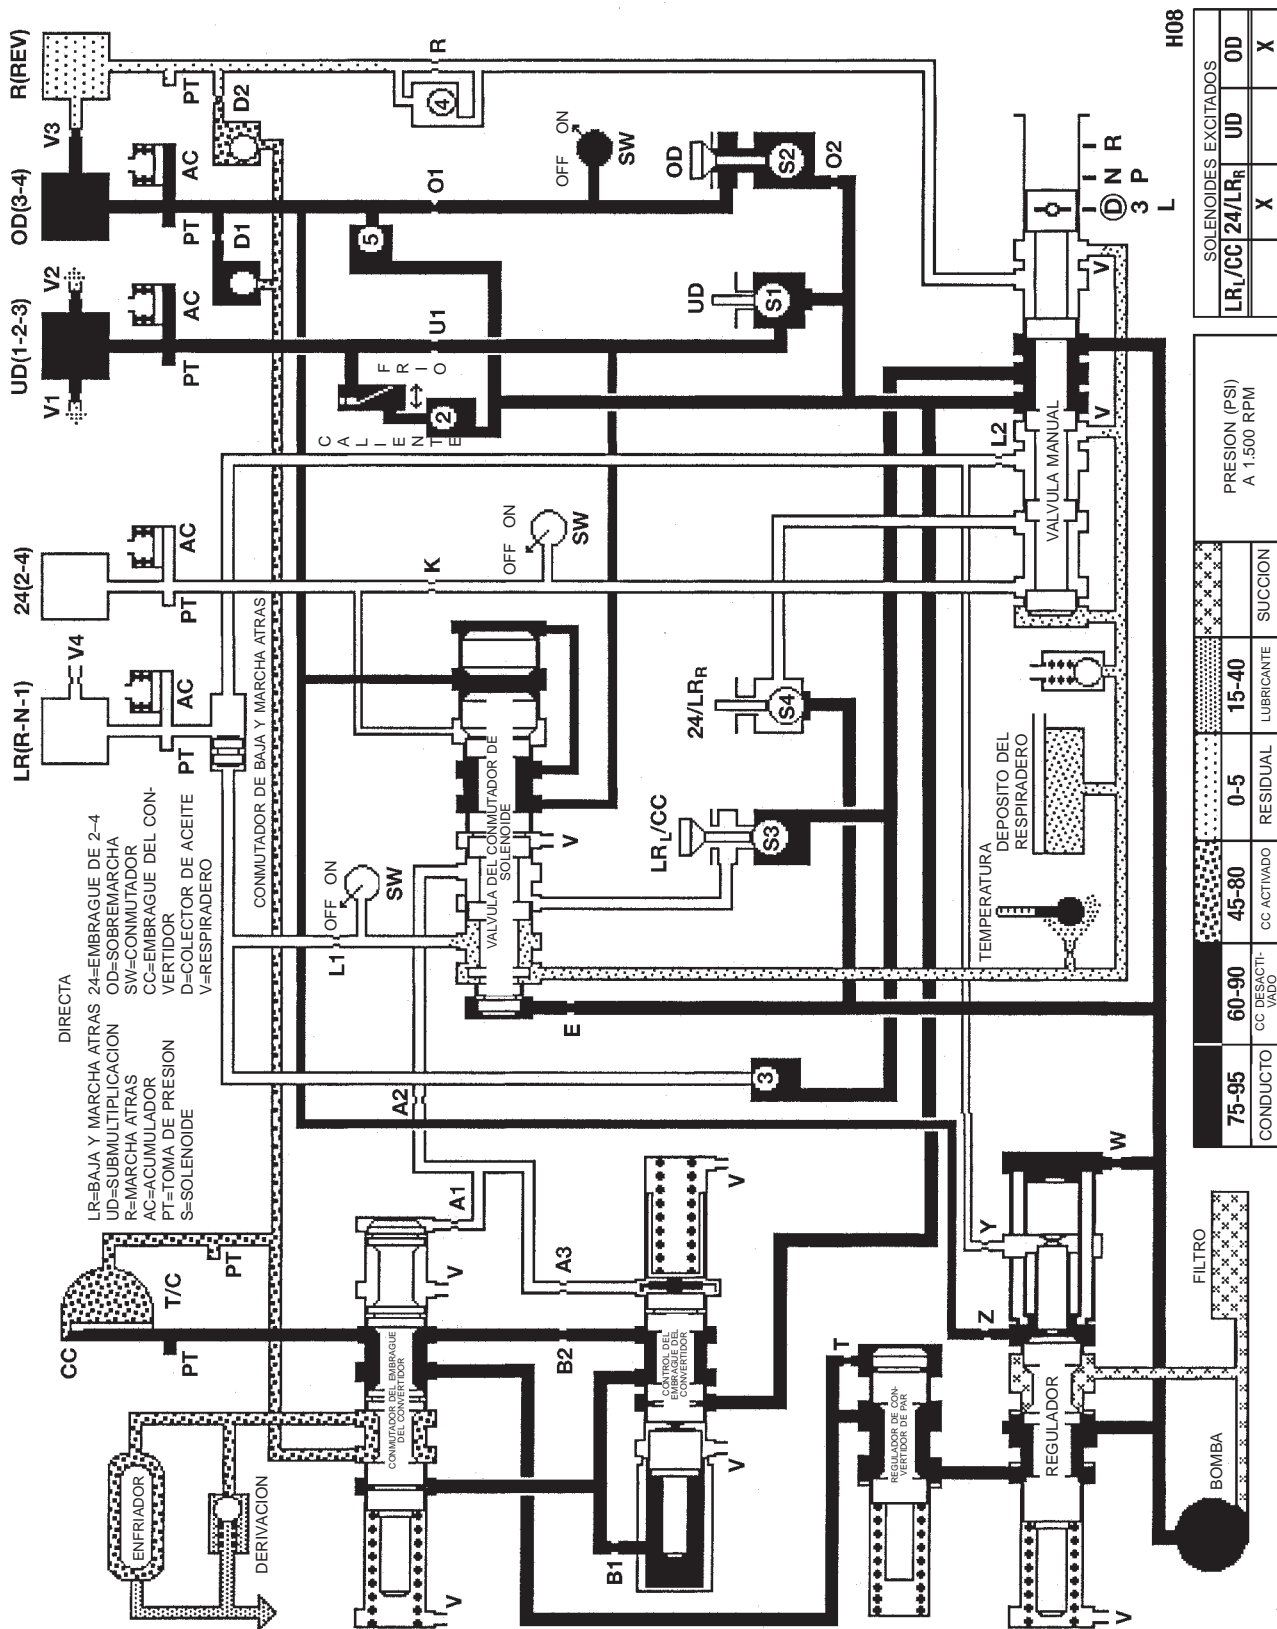 DIRECTA
LR=BAJA Y MARCHA ATRAS
UD=SUBMULTIPLICACION
R=MARCHA ATRAS
AC=ACUMULADOR
PT=TOMA DE PRESION
S=SOLENOIDE
24=EMBRAGUE DE 2-4
OD=SOBREMARCHA
SW=CONMUTADOR
CC=EMBRAGUE DEL CON-
VERTIDOR
D=COLECTOR DE ACEITE
V=RESPIRADERO
LR(R-N-1)
24(2-4)
UD(1-2-3)
OD(3-4)
R(REV)
V4
V1
V2
V3
AC
PT
AC
PT
AC
PT
AC
PT
PT
D1
D2
CONMUTADOR DE BAJA Y MARCHA ATRAS
CC
T/C
PT
PT
ENFRIADOR
DERIVACION
CONMUTADOR DEL EMBRAGUE
DEL CONVERTIDOR
V
V
A1
A2
A3
B2
B1
CONTROL DEL
EMBRAGUE DEL
CONVERTIDOR
V
V
L1
OFF ON
SW
VALVULA DEL CONMUTADOR DE
SOLENOIDE
V
E
K
OFF ON
SW
CALIENTE
FRIO
2
U1
5
O1
OFF ON
SW
4
R
3
LRL/CC
S3
24/LRR
S4
UD
S1
OD
S2
O2
L2
VALVULA MANUAL
V
V
D N R
3 P
L
TEMPERATURA
DEPOSITO DEL
RESPIRADERO
T
REGULADOR DE CON-
VERTIDOR DE PAR
Z
Y
W
REGULADOR
V
BOMBA
FILTRO
75-95
CONDUCTO
60-90
CC DESACTI-
VADO
45-80
CC ACTIVADO
0-5
RESIDUAL
15-40
LUBRICANTE
SUCCION
PRESION (PSI)
A 1.500 RPM
SOLENOIDES EXCITADOS
LRL/CC 24/LRR UD OD
X X
H08